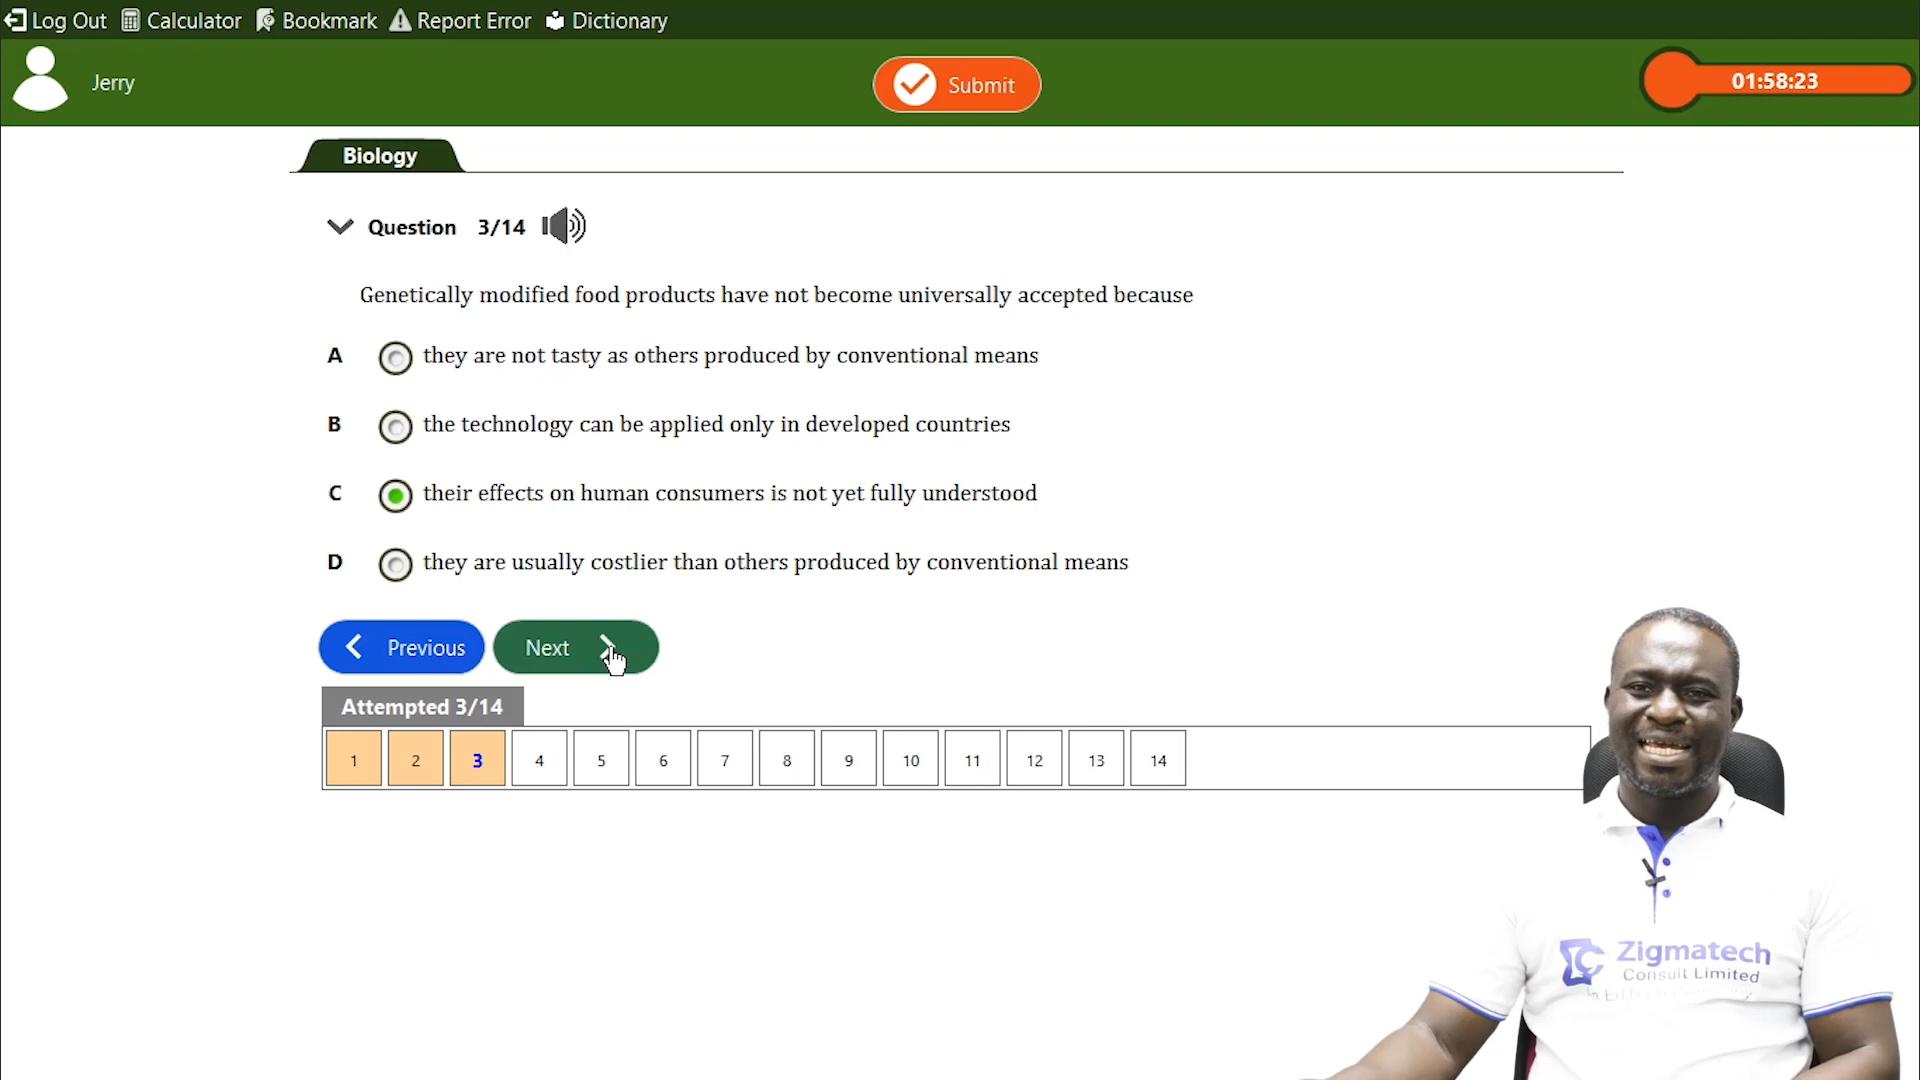 Log Out Calculator Bookmark Report Error Dictionary
Jerry
Submit
01:58:23
Biology
Question 3/14
Genetically modified food products have not become universally accepted because
A they are not tasty as others produced by conventional means
B the technology can be applied only in developed countries
C their effects on human consumers is not yet fully understood
D they are usually costlier than others produced by conventional means
Previous Next
Attempted 3/14
1 2 3 4 5 6 7 8 9 10 11 12 13 14
Zigmatech
Consult Limited